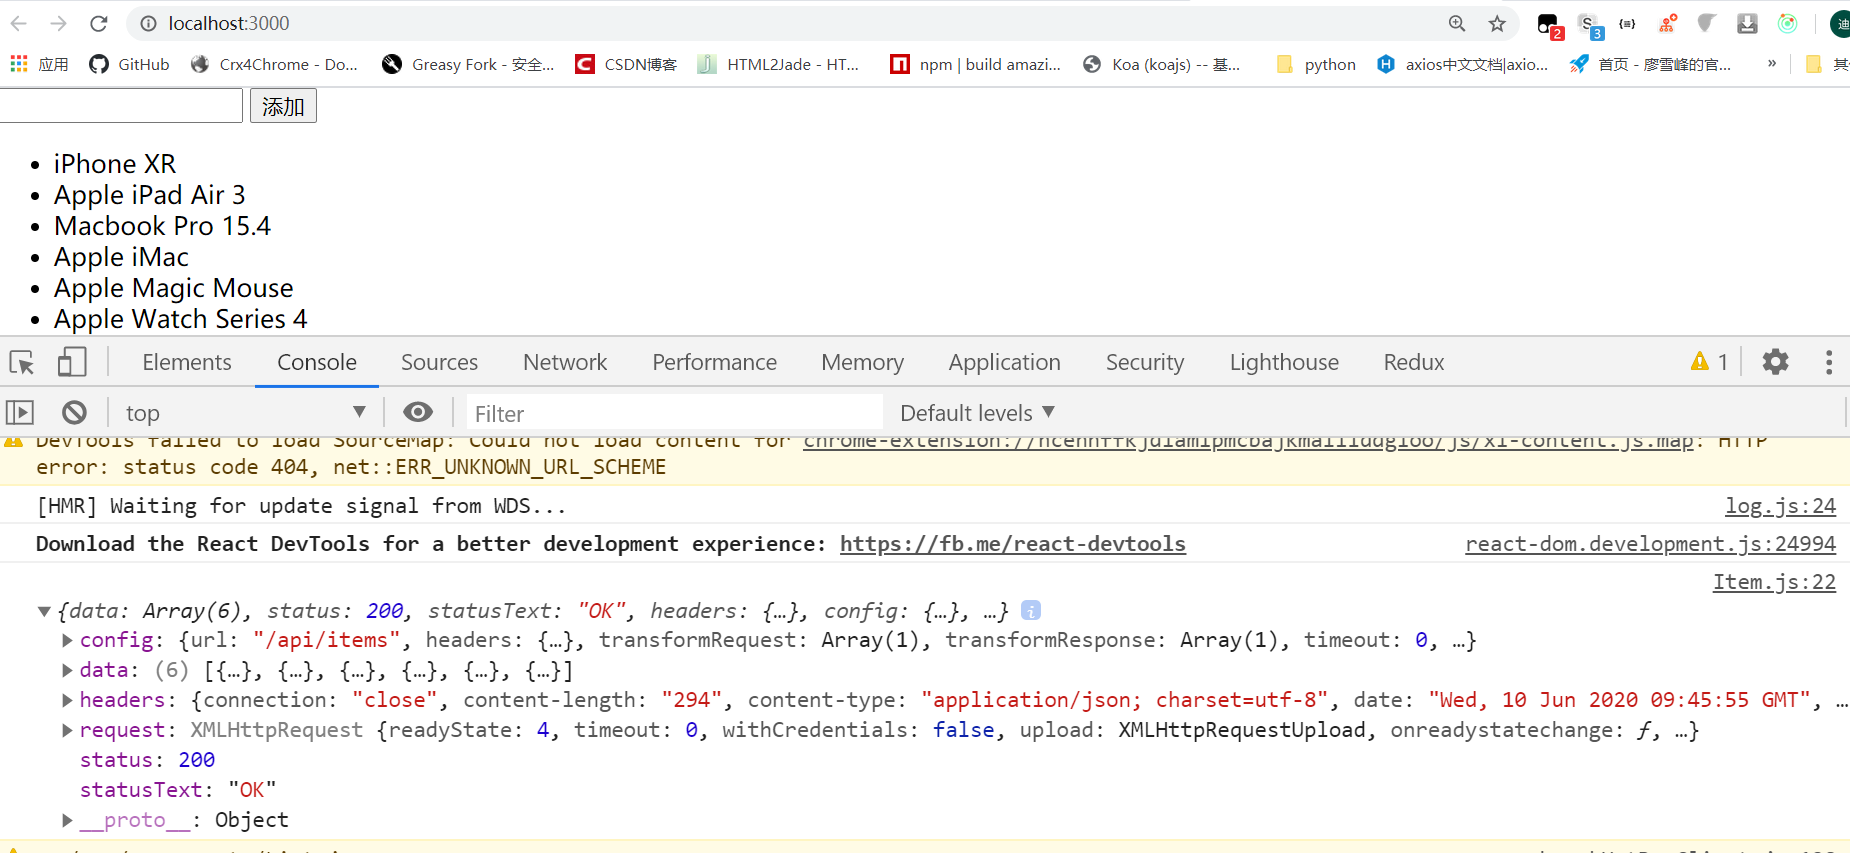 localhost:3000
2
S
3
迪
应用 GitHub Crx4Chrome - Do... Greasy Fork - 安全... CSDN博客 HTML2Jade - HT... npm | build amazi... Koa (koajs) -- 基... python axios中文文档|axio... 首页 - 廖雪峰的官... » 其
添加
• iPhone XR
• Apple iPad Air 3
• Macbook Pro 15.4
• Apple iMac
• Apple Magic Mouse
• Apple Watch Series 4
Elements Console Sources Network Performance Memory Application Security Lighthouse Redux 1
top Filter Default levels ▼
DevTools failed to load SourceMap: Could not load content for HTTP
error: status code 404, net::ERR_UNKNOWN_URL_SCHEME
[HMR] Waiting for update signal from WDS... log.js:24
Download the React DevTools for a better development experience: https://fb.me/react-devtools react-dom.development.js:24994
Item.js:22
▼{data: Array(6), status: 200, statusText: "OK", headers: {…}, config: {…}, …} i
▶config: {url: "/api/items", headers: {…}, transformRequest: Array(1), transformResponse: Array(1), timeout: 0, …}
▶data: (6) [{…}, {…}, {…}, {…}, {…}, {…}]
▶headers: {connection: "close", content-length: "294", content-type: "application/json; charset=utf-8", date: "Wed, 10 Jun 2020 09:45:55 GMT", …
▶request: XMLHttpRequest {readyState: 4, timeout: 0, withCredentials: false, upload: XMLHttpRequestUpload, onreadystatechange: ƒ, …}
status: 200
statusText: "OK"
▶__proto__: Object